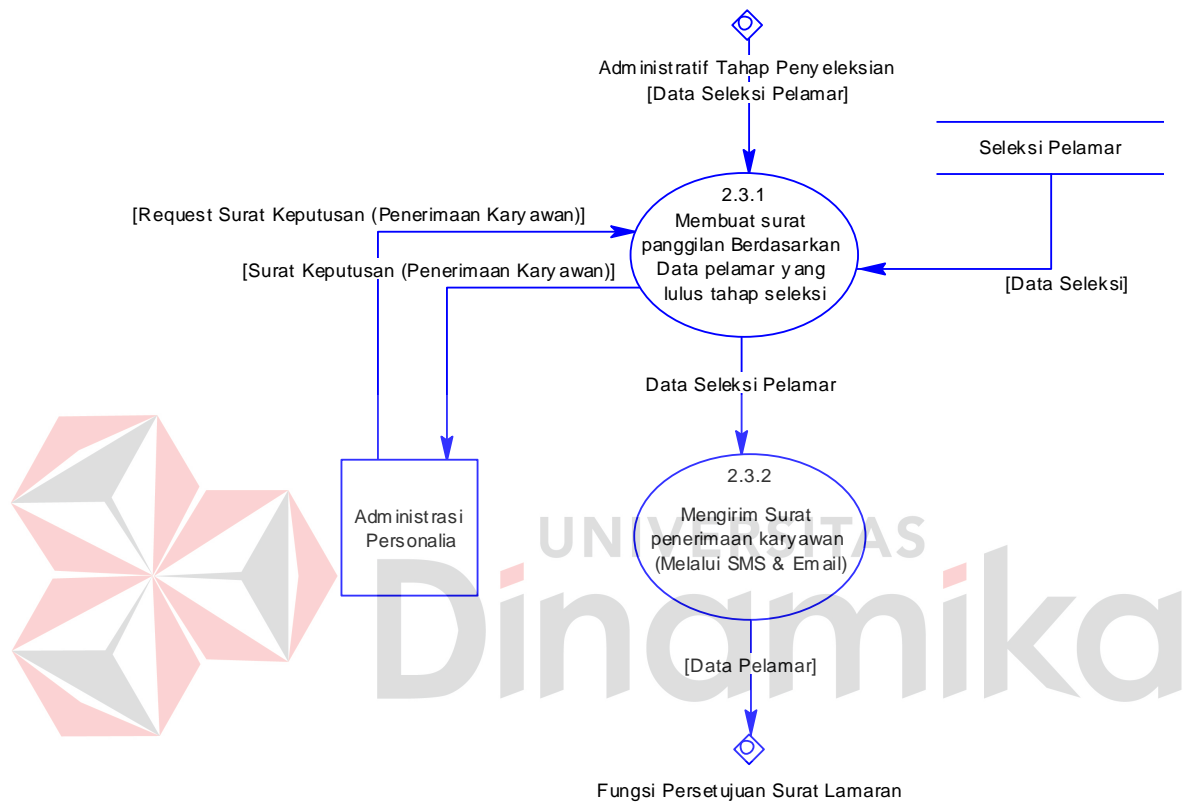 Administratif Tahap Penyeleksian
[Data Seleksi Pelamar]
Seleksi Pelamar
2.3.1
Membuat surat
panggilan Berdasarkan
Data pelamar yang
lulus tahap seleksi
[Request Surat Keputusan (Penerimaan Karyawan)]
[Surat Keputusan (Penerimaan Karyawan)]
[Data Seleksi]
Data Seleksi Pelamar
2.3.2
Mengirim Surat
penerimaan karyawan
(Melalui SMS & Email)
Administrasi
Personalia
UNIVERSITAS
Dinamika
[Data Pelamar]
Fungsi Persetujuan Surat Lamaran